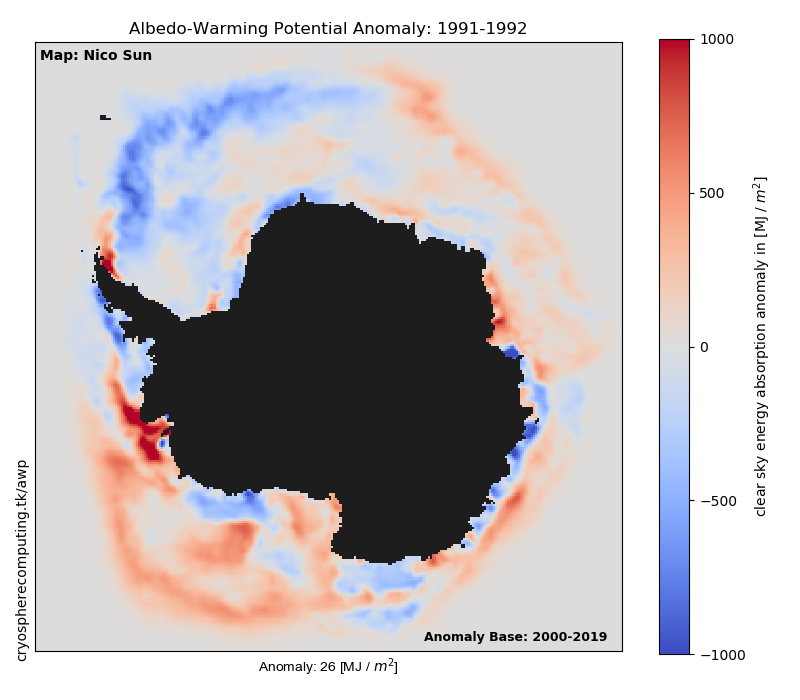 Albedo-Warming Potential Anomaly: 1991-1992
Map: Nico Sun
cryospherecomputing.tk/awp
Anomaly Base: 2000-2019
Anomaly: 26 [MJ / m²]
1000
500
0
−500
−1000
clear sky energy absorption anomaly in [MJ / m²]